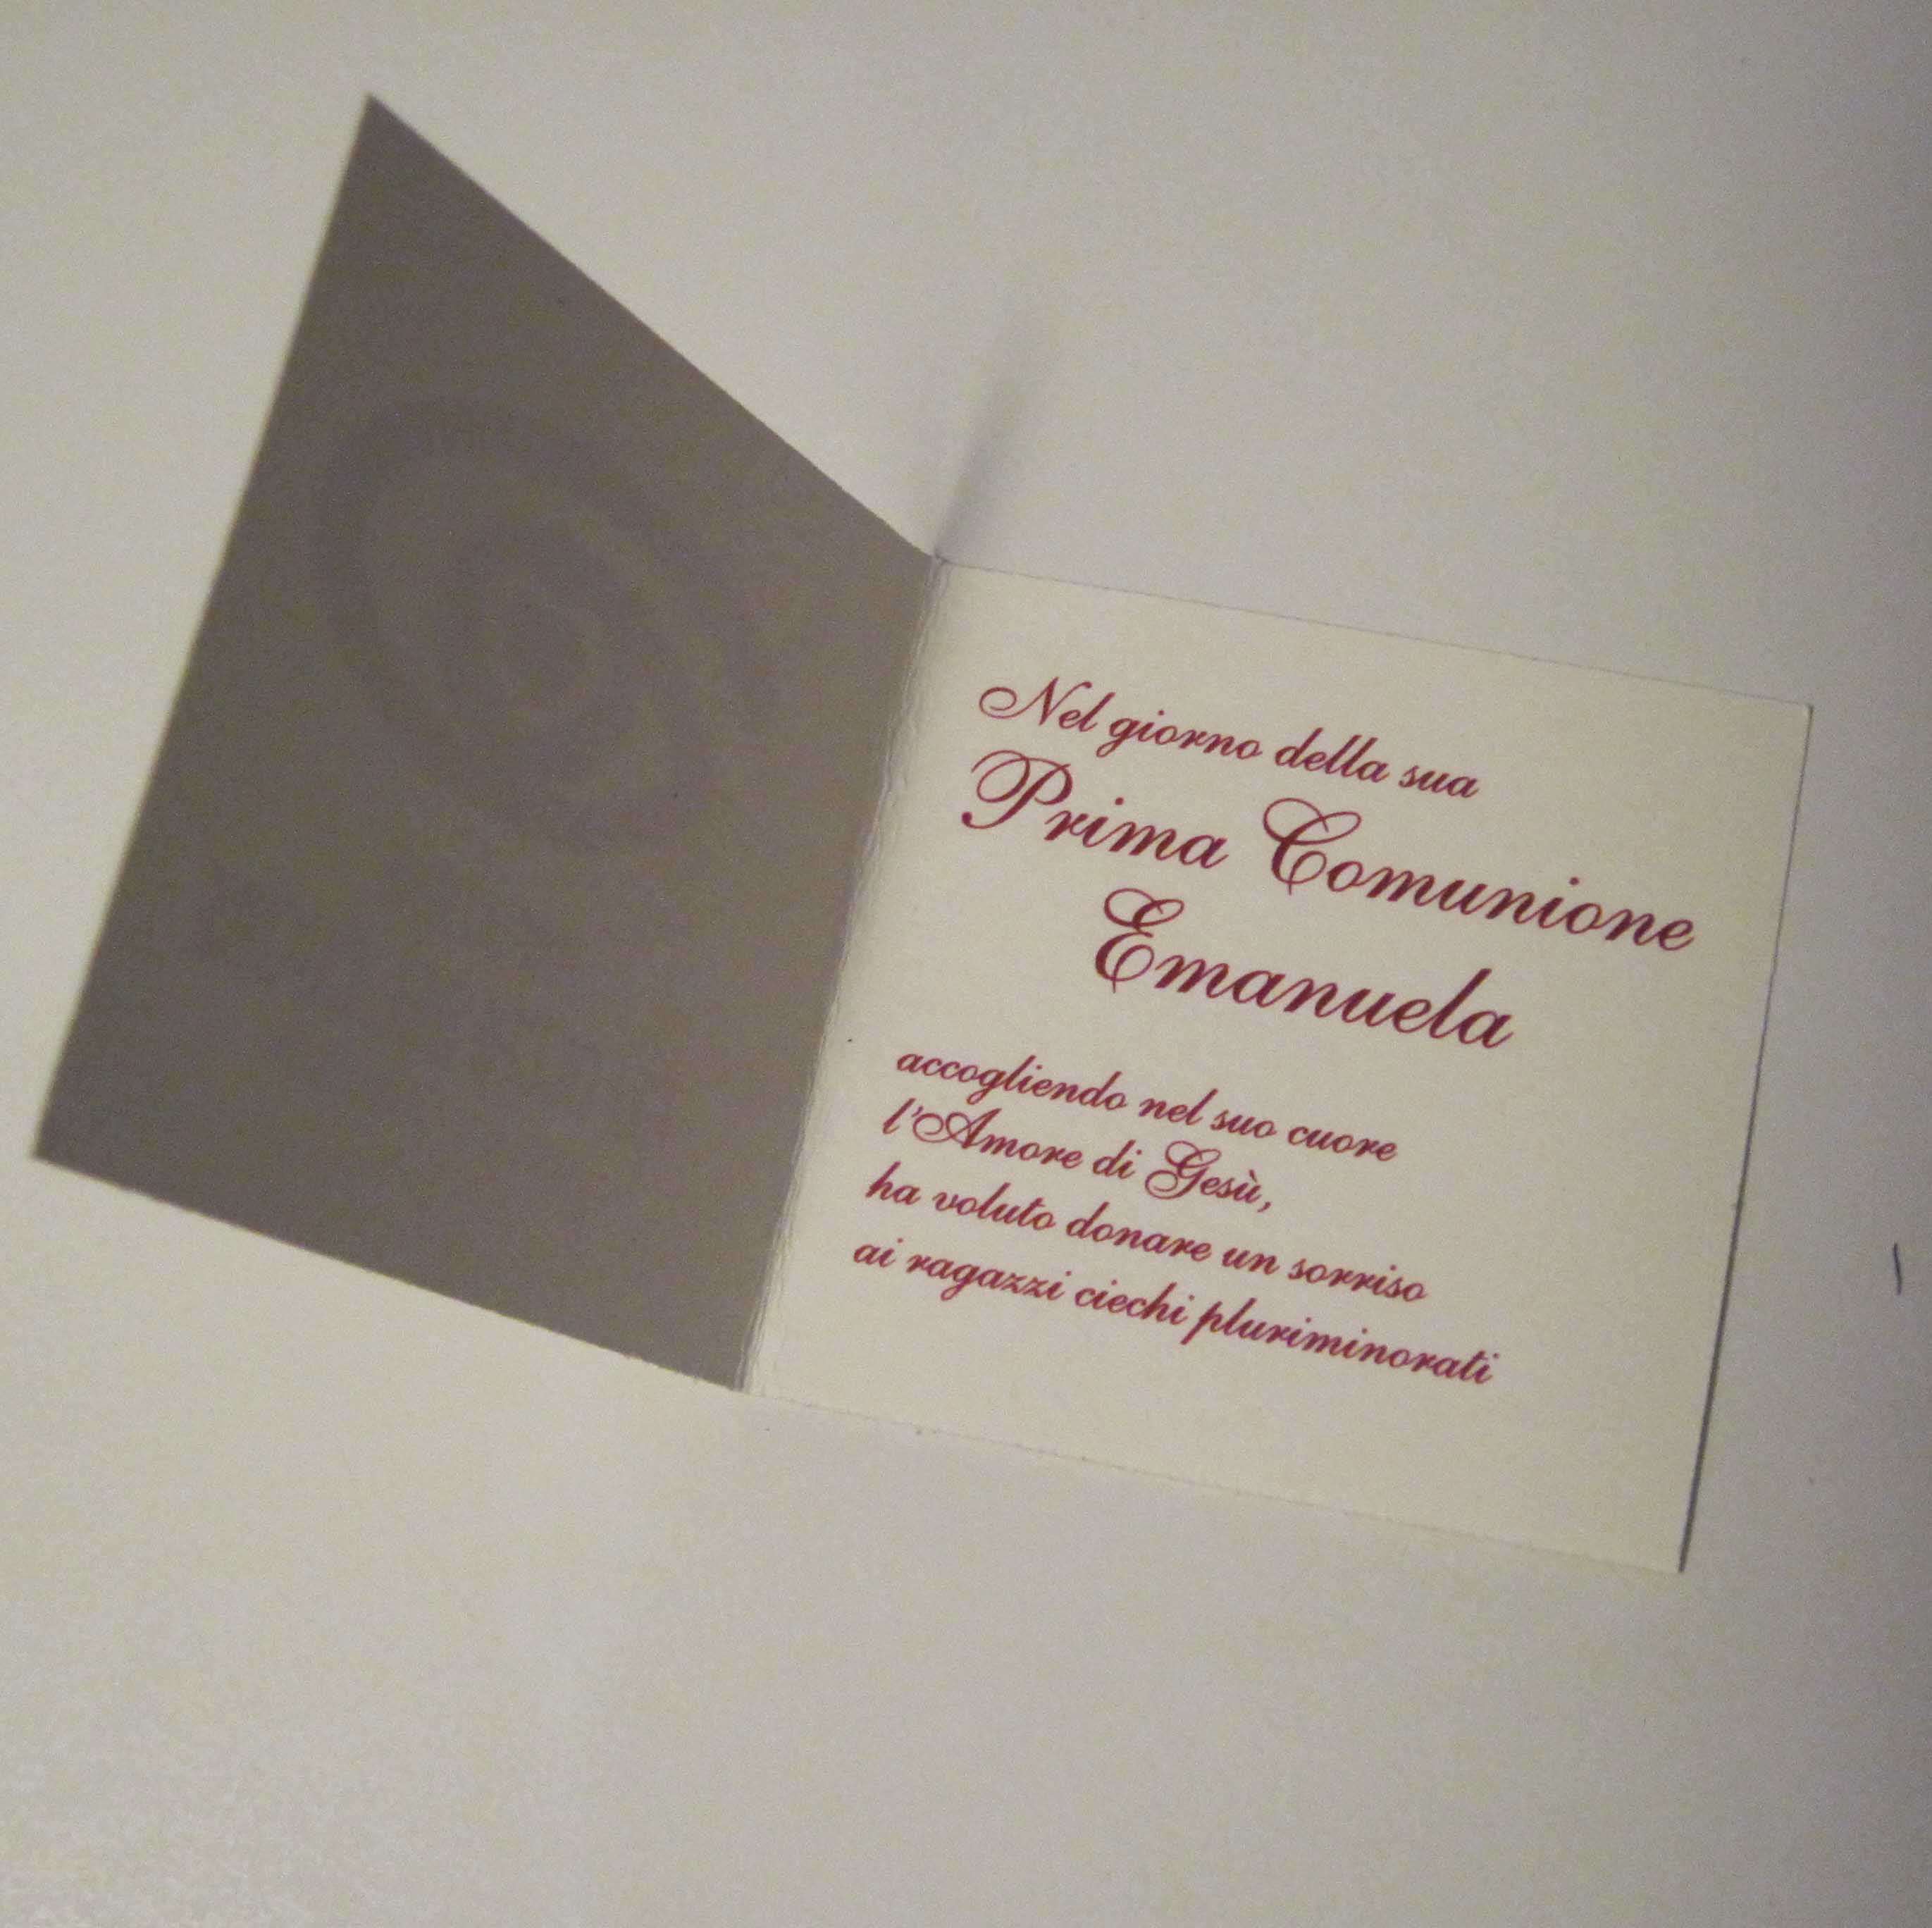 Nel giorno della sua
Prima Comunione
Emanuela
accogliendo nel suo cuore
l'Amore di Gesù,
ha voluto donare un sorriso
ai ragazzi ciechi pluriminorati